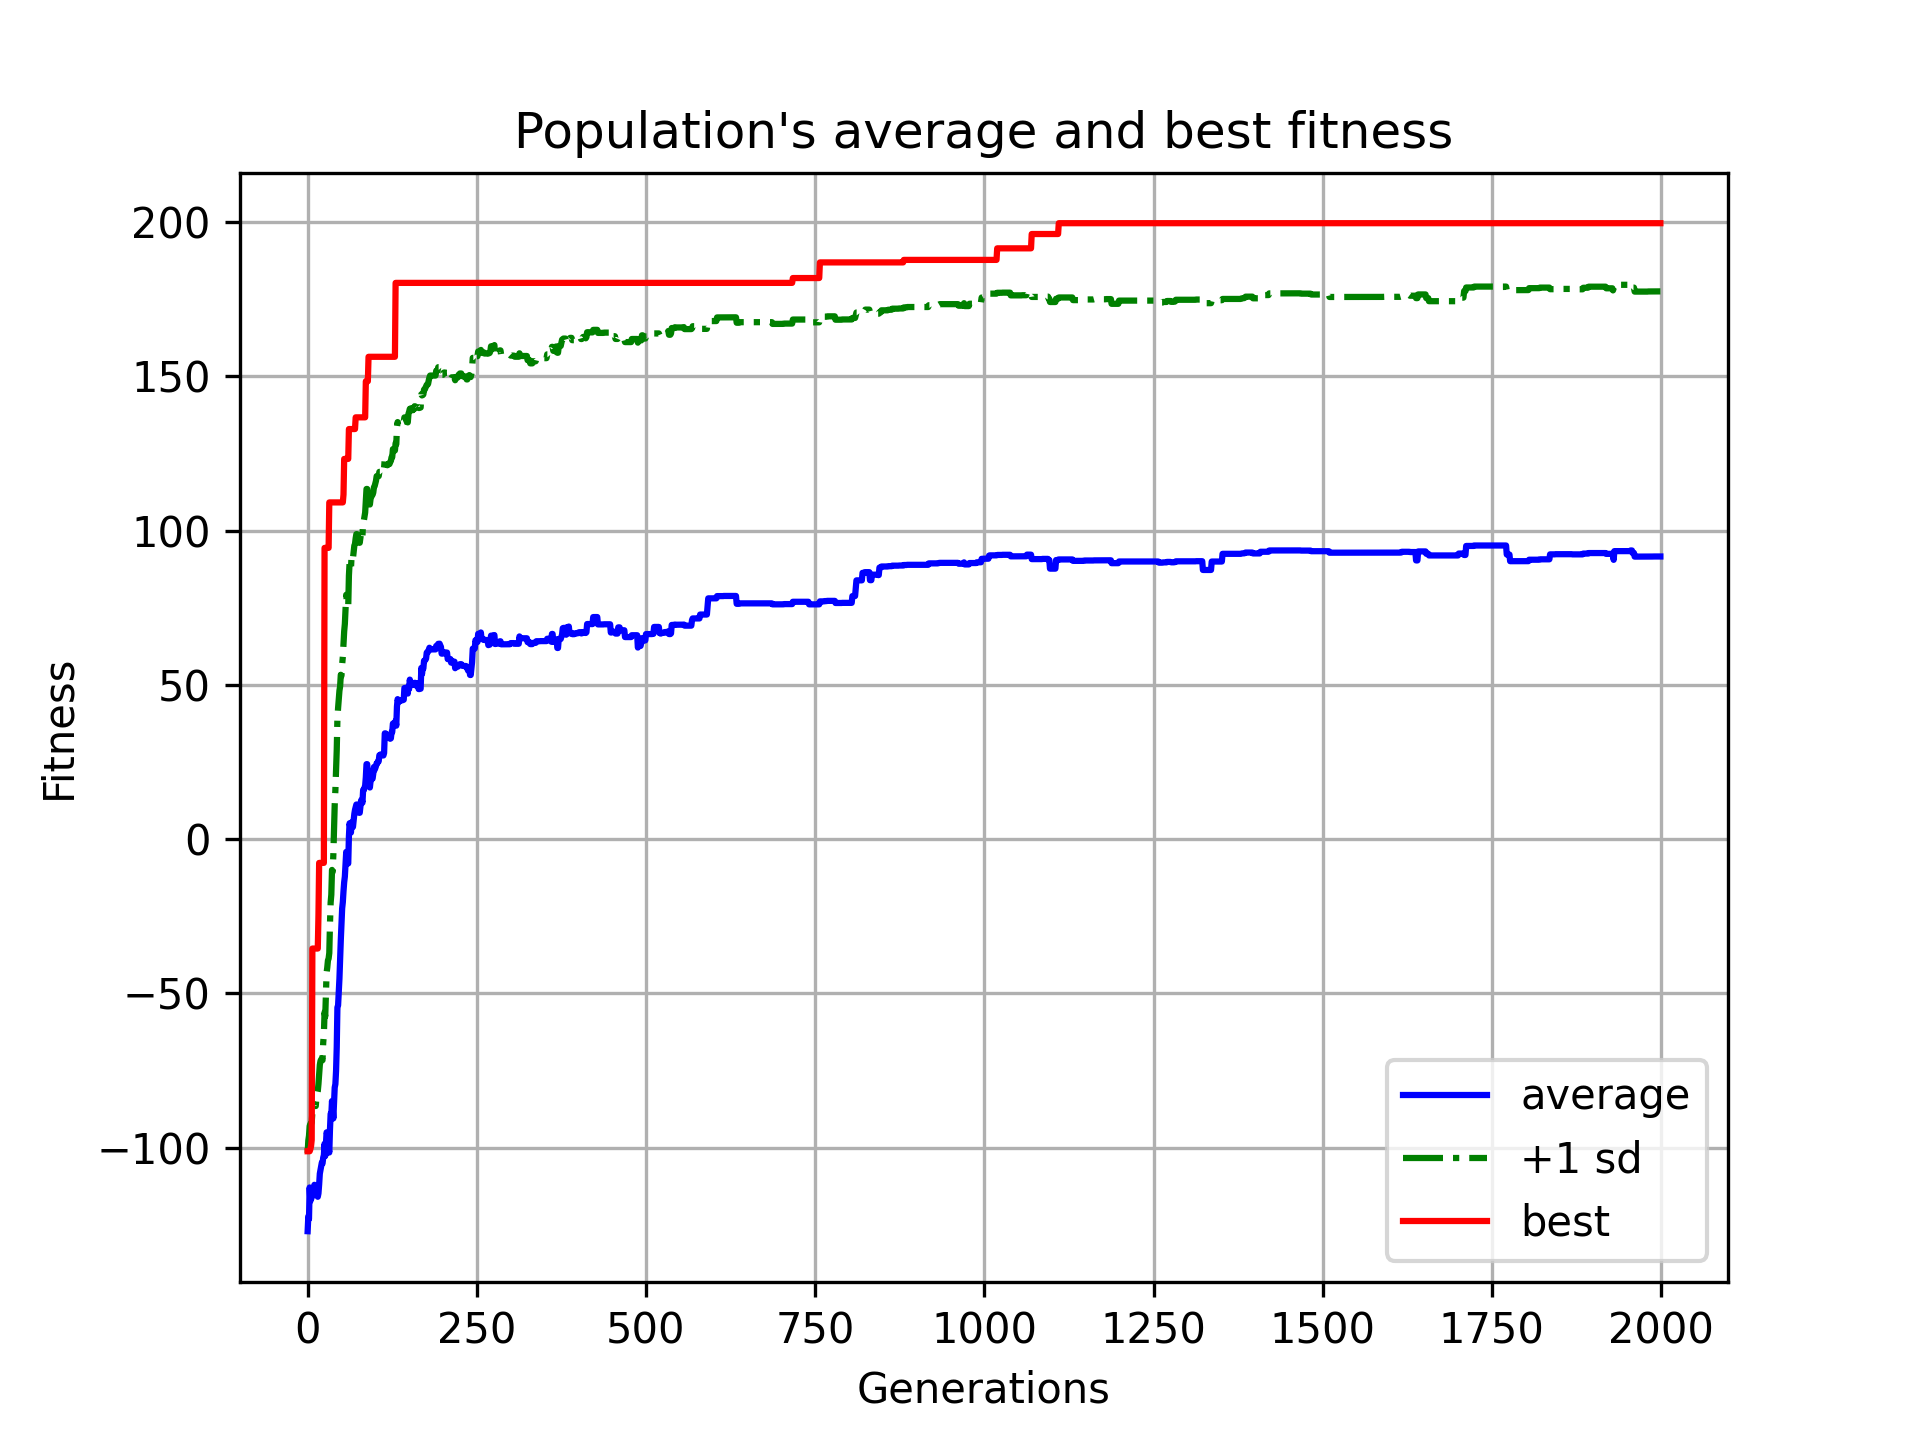 Population's average and best fitness
200
150
100
50
0
−50
−100
Fitness
average
+1 sd
best
0 250 500 750 1000 1250 1500 1750 2000
Generations